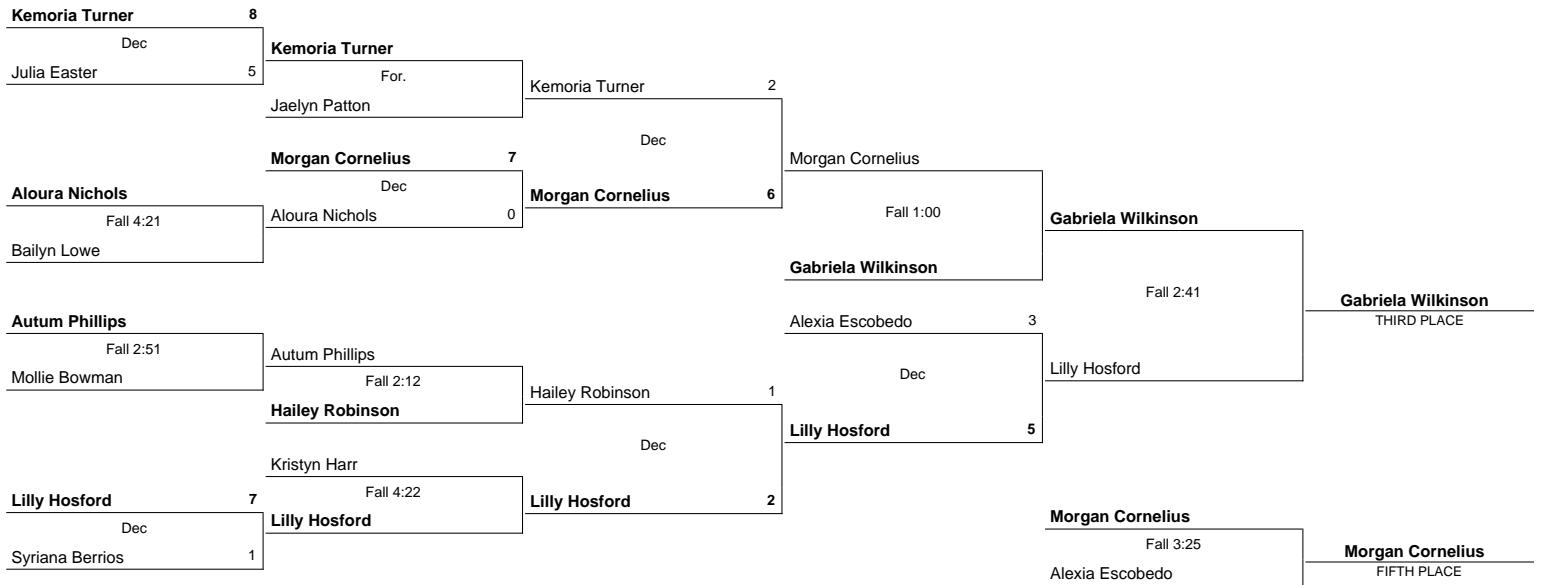 Kemoria Turner 8
Dec
Julia Easter 5
Aloura Nichols
Fall 4:21
Bailyn Lowe
Autum Phillips
Fall 2:51
Mollie Bowman
Lilly Hosford 7
Dec
Syriana Berrios 1
Kemoria Turner
For.
Jaelyn Patton
Morgan Cornelius 7
Dec
Aloura Nichols 0
Autum Phillips
Fall 2:12
Hailey Robinson
Kristyn Harr
Fall 4:22
Lilly Hosford
Kemoria Turner 2
Dec
Morgan Cornelius 6
Hailey Robinson 1
Dec
Lilly Hosford 2
Morgan Cornelius
Fall 1:00
Gabriela Wilkinson
Alexia Escobedo 3
Dec
Lilly Hosford 5
Gabriela Wilkinson
Fall 2:41
Lilly Hosford
Gabriela Wilkinson
THIRD PLACE
Morgan Cornelius
Fall 3:25
Alexia Escobedo
Morgan Cornelius
FIFTH PLACE